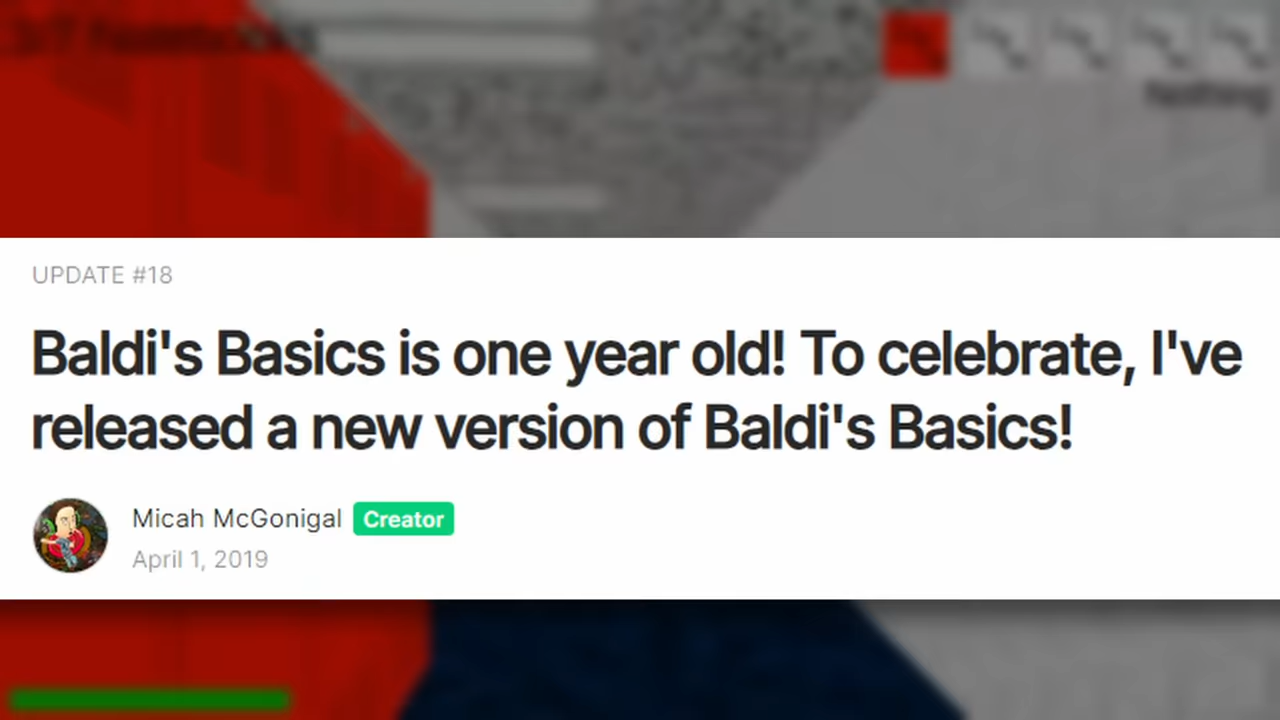 UPDATE #18
Baldi's Basics is one year old! To celebrate, I've
released a new version of Baldi's Basics!
Micah McGonigal Creator
April 1, 2019